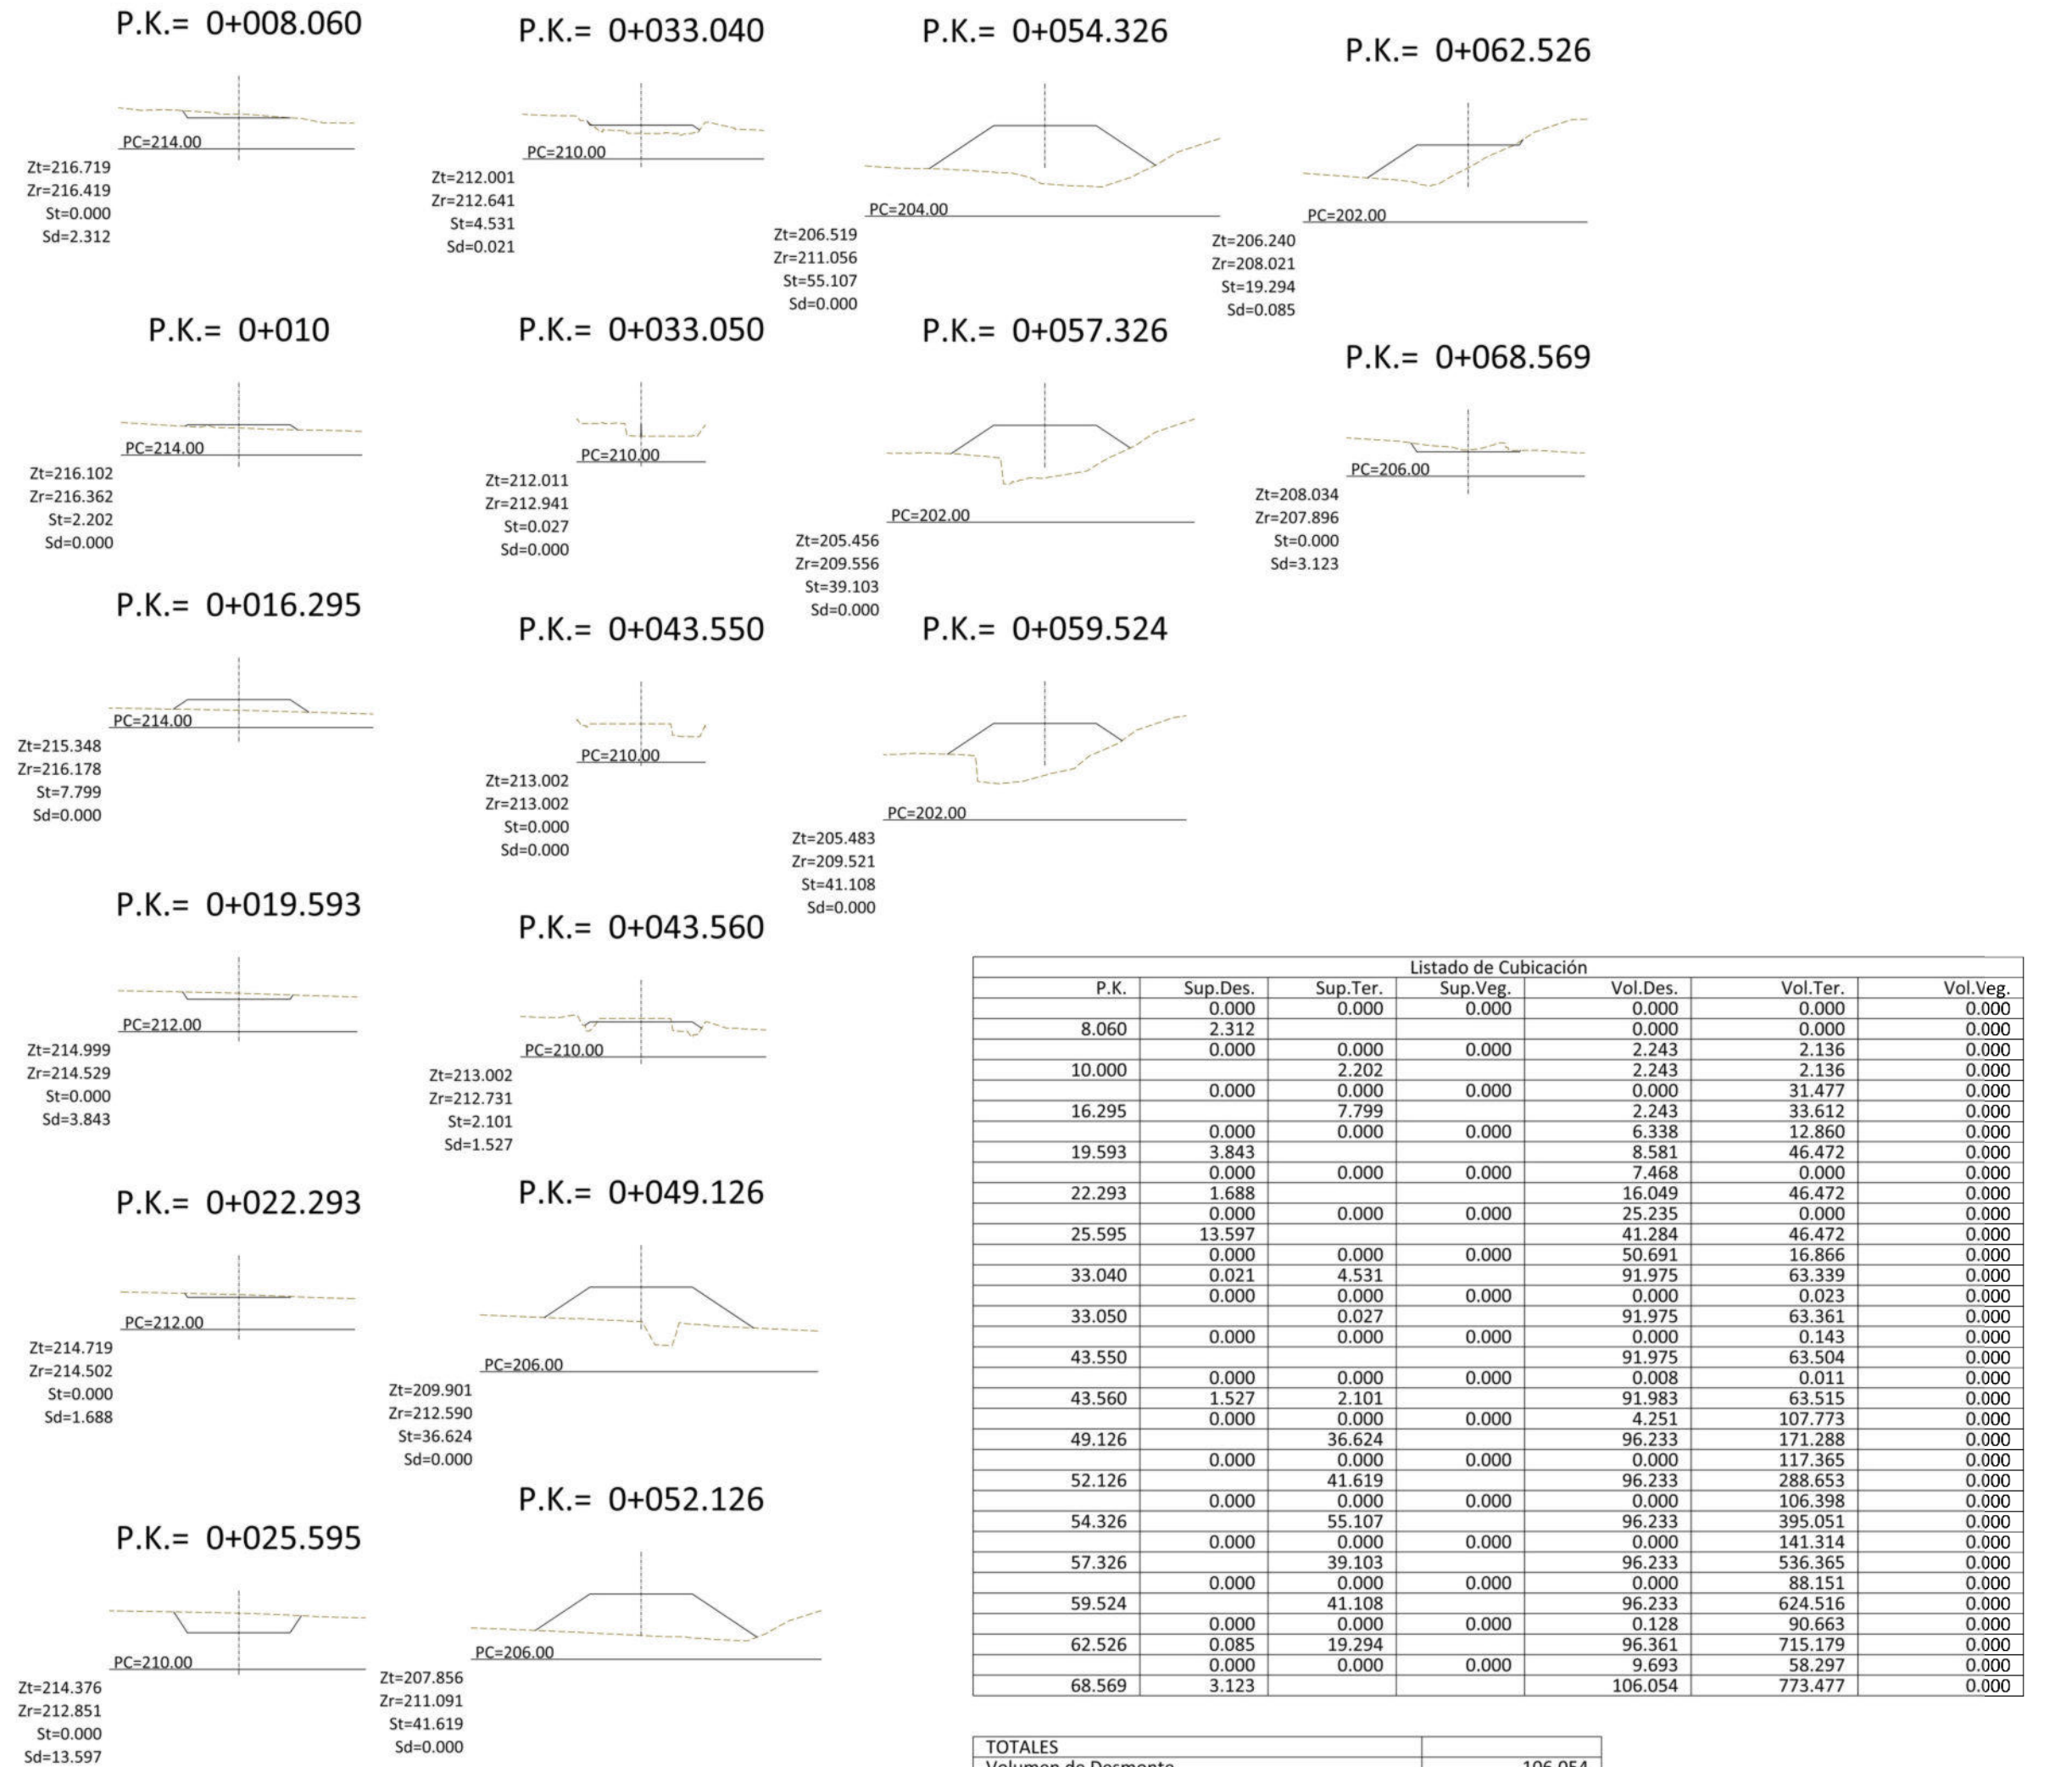 P.K.= 0+008.060
PC=214.00
Zt=216.719
Zr=216.419
St=0.000
Sd=2.312
P.K.= 0+010
PC=214.00
Zt=216.102
Zr=216.362
St=2.202
Sd=0.000
P.K.= 0+016.295
PC=214.00
Zt=215.348
Zr=216.178
St=7.799
Sd=0.000
P.K.= 0+019.593
PC=212.00
Zt=214.999
Zr=214.529
St=0.000
Sd=3.843
P.K.= 0+022.293
PC=212.00
Zt=214.719
Zr=214.502
St=0.000
Sd=1.688
P.K.= 0+025.595
PC=210.00
Zt=214.376
Zr=212.851
St=0.000
Sd=13.597
P.K.= 0+033.040
PC=210.00
Zt=212.001
Zr=212.641
St=4.531
Sd=0.021
P.K.= 0+033.050
PC=210.00
Zt=212.011
Zr=212.941
St=0.027
Sd=0.000
P.K.= 0+043.550
PC=210.00
Zt=213.002
Zr=213.002
St=0.000
Sd=0.000
P.K.= 0+043.560
PC=210.00
Zt=213.002
Zr=212.731
St=2.101
Sd=1.527
P.K.= 0+049.126
PC=206.00
Zt=209.901
Zr=212.590
St=36.624
Sd=0.000
P.K.= 0+052.126
PC=206.00
Zt=207.856
Zr=211.091
St=41.619
Sd=0.000
P.K.= 0+054.326
PC=204.00
Zt=206.519
Zr=211.056
St=55.107
Sd=0.000
P.K.= 0+057.326
PC=202.00
Zt=205.456
Zr=209.556
St=39.103
Sd=0.000
P.K.= 0+059.524
PC=202.00
Zt=205.483
Zr=209.521
St=41.108
Sd=0.000
P.K.= 0+062.526
PC=202.00
Zt=206.240
Zr=208.021
St=19.294
Sd=0.085
P.K.= 0+068.569
PC=206.00
Zt=208.034
Zr=207.896
St=0.000
Sd=3.123
Listado de Cubicación
P.K. Sup.Des. Sup.Ter. Sup.Veg. Vol.Des. Vol.Ter. Vol.Veg.
0.000 0.000 0.000 0.000 0.000 0.000
8.060 2.312 0.000 0.000 0.000
0.000 0.000 0.000 2.243 2.136 0.000
10.000 2.202 2.243 2.136 0.000
0.000 0.000 0.000 0.000 31.477 0.000
16.295 7.799 2.243 33.612 0.000
0.000 0.000 0.000 6.338 12.860 0.000
19.593 3.843 8.581 46.472 0.000
0.000 0.000 0.000 7.468 0.000 0.000
22.293 1.688 16.049 46.472 0.000
0.000 0.000 0.000 25.235 0.000 0.000
25.595 13.597 41.284 46.472 0.000
0.000 0.000 0.000 50.691 16.866 0.000
33.040 0.021 4.531 91.975 63.339 0.000
0.000 0.000 0.000 0.000 0.023 0.000
33.050 0.027 91.975 63.361 0.000
0.000 0.000 0.000 0.000 0.143 0.000
43.550 91.975 63.504 0.000
0.000 0.000 0.000 0.008 0.011 0.000
43.560 1.527 2.101 91.983 63.515 0.000
0.000 0.000 0.000 4.251 107.773 0.000
49.126 36.624 96.233 171.288 0.000
0.000 0.000 0.000 0.000 117.365 0.000
52.126 41.619 96.233 288.653 0.000
0.000 0.000 0.000 0.000 106.398 0.000
54.326 55.107 96.233 395.051 0.000
0.000 0.000 0.000 0.000 141.314 0.000
57.326 39.103 96.233 536.365 0.000
0.000 0.000 0.000 0.000 88.151 0.000
59.524 41.108 96.233 624.516 0.000
0.000 0.000 0.000 0.128 90.663 0.000
62.526 0.085 19.294 96.361 715.179 0.000
0.000 0.000 0.000 9.693 58.297 0.000
68.569 3.123 106.054 773.477 0.000
TOTALES
Volumen de Desmonte 106.054